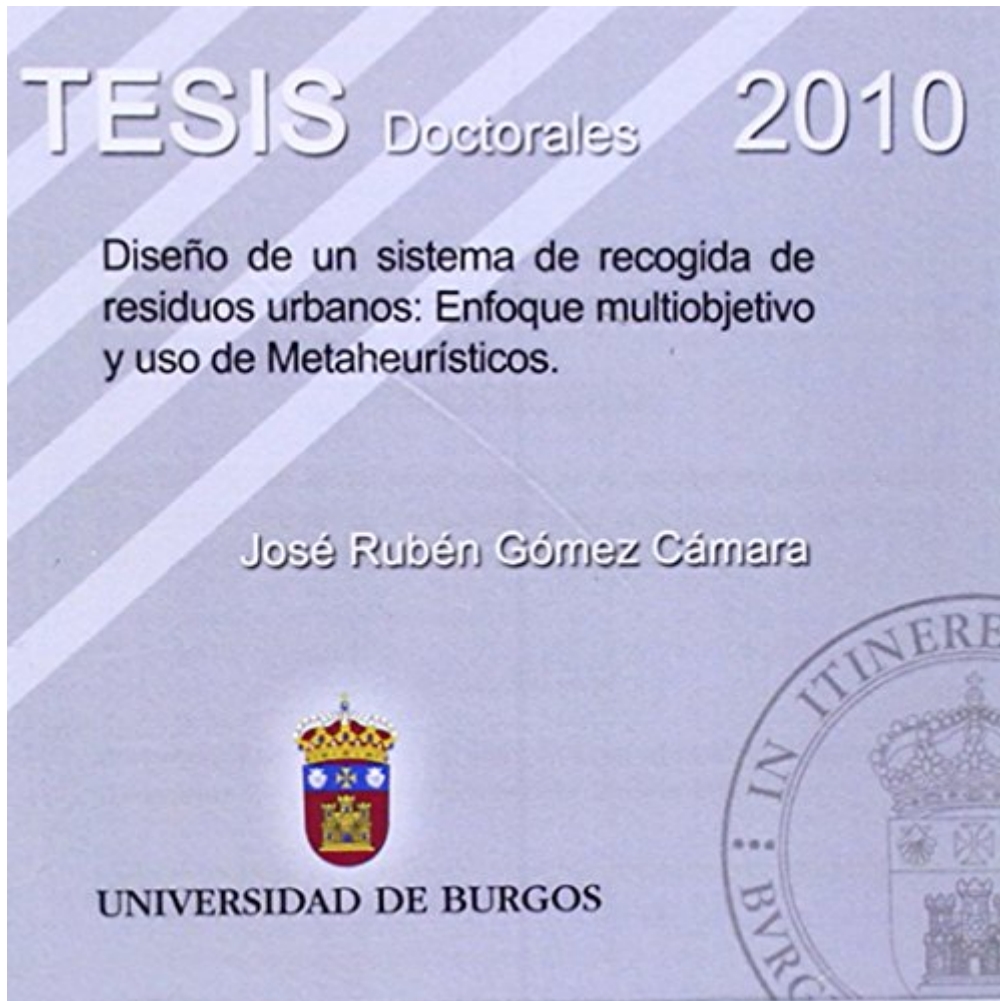 TESIS Doctorales 2010
Diseño de un sistema de recogida de
residuos urbanos: Enfoque multiobjetivo
y uso de Metaheurísticos.
José Rubén Gómez Cámara
UNIVERSIDAD DE BURGOS
IN ITINERE